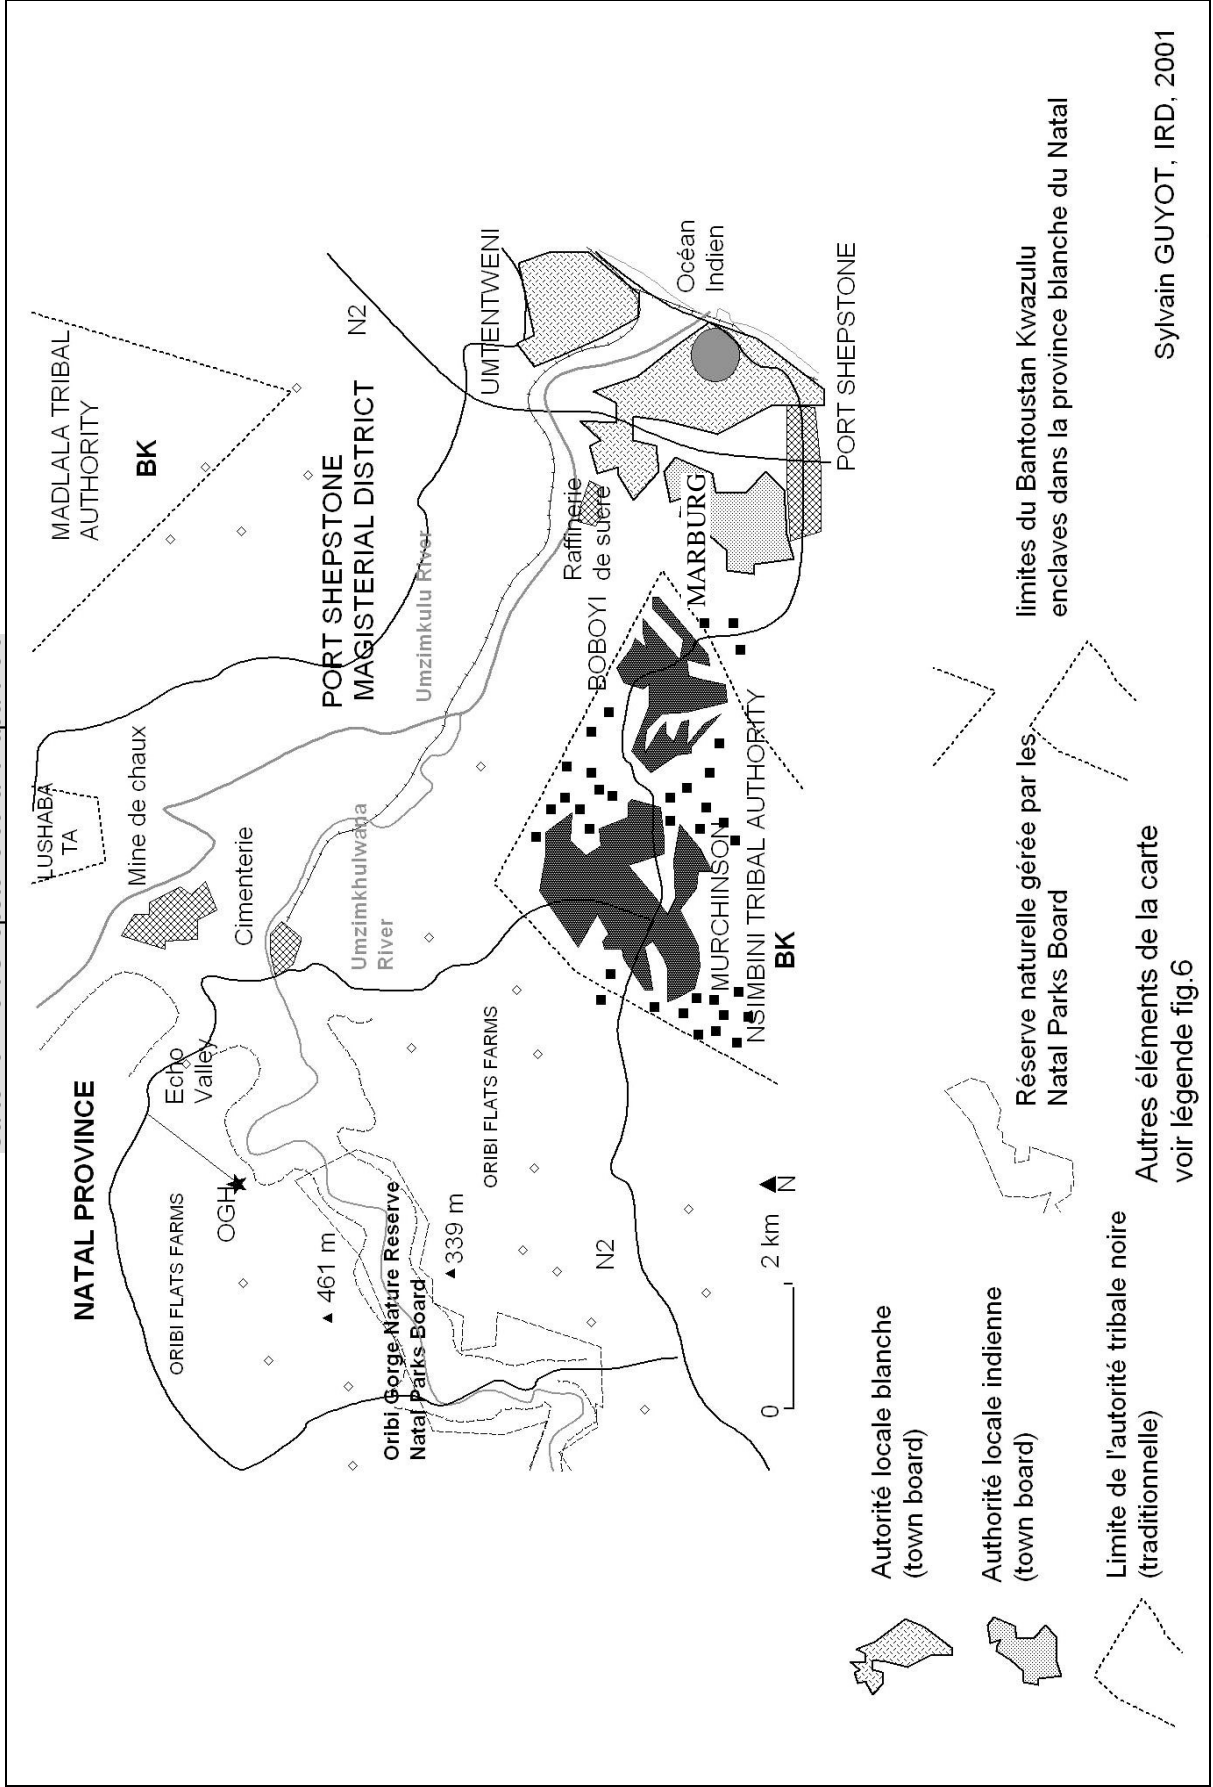 NATAL PROVINCE
LUSHABA
TA
MADLALA TRIBAL
AUTHORITY
BK
Mine de chaux
Cimenterie
Echo
Valley
ORIBI FLATS FARMS
OGH
461 m
PORT SHEPSTONE
MAGISTERIAL DISTRICT
N2
Umzimkulu River
Umzimkhulwana
River
Oribi Gorge Nature Reserve
Natal Parks Board
339 m
ORIBI FLATS FARMS
UMTENTWENI
Raffinerie
de sucre
BOBOYI
N2
Océan
Indien
MARBURG
MURCHINSON
NSIMBINI TRIBAL AUTHORITY
BK
PORT SHEPSTONE
0
2 km
N
Autorité locale blanche
(town board)
Authorité locale indienne
(town board)
Limite de l'autorité tribale noire
(traditionnelle)
Réserve naturelle gérée par les
Natal Parks Board
limites du Bantoustan Kwazulu
enclaves dans la province blanche du Natal
Autres éléments de la carte
voir légende fig.6
Sylvain GUYOT, IRD, 2001